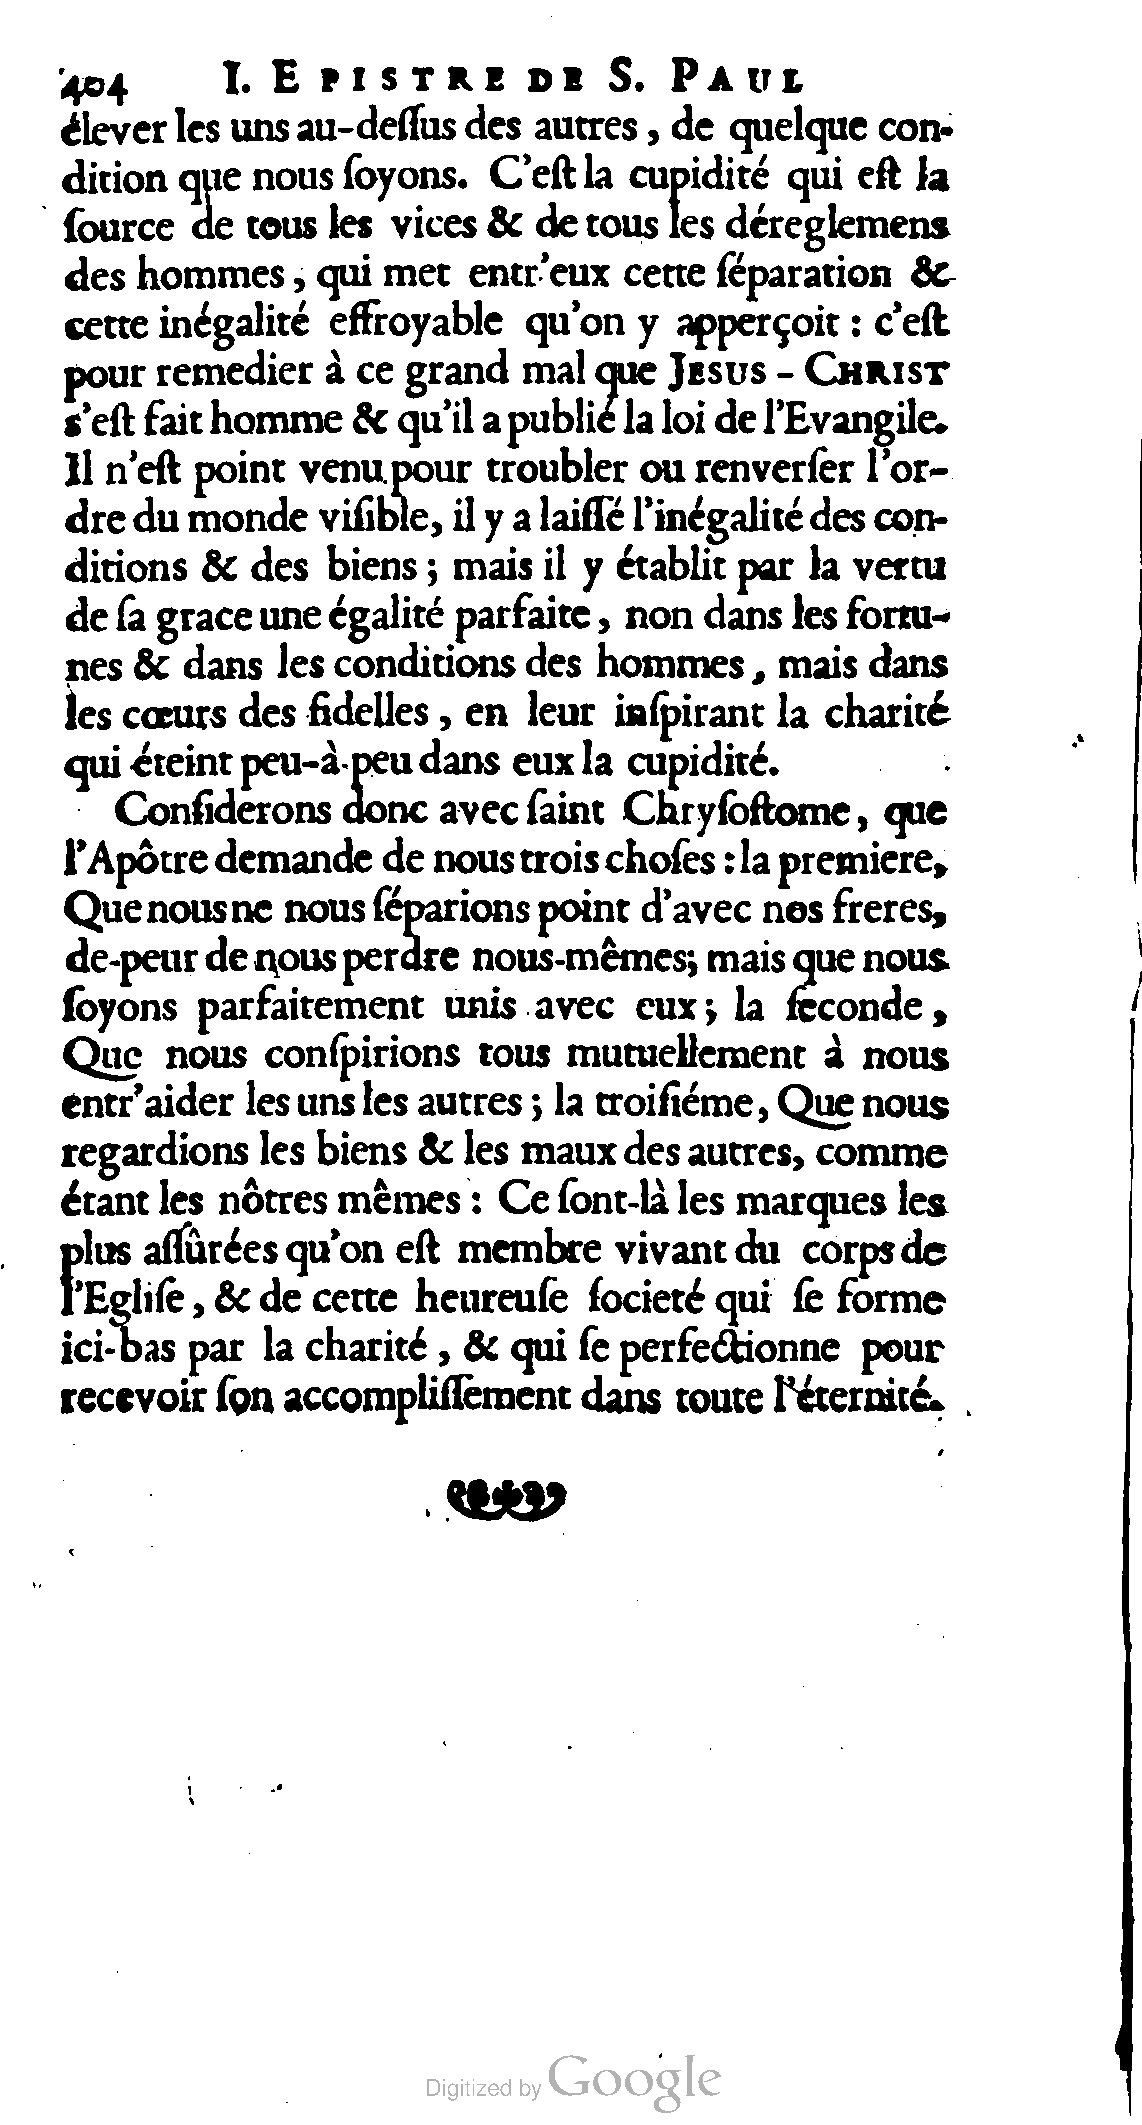 404 I. EPISTRE DE S. PAUL
élever les uns au-deſſus des autres, de quelque con-
dition que nous ſoyons. C'eſt la cupidité qui eſt la
ſource de tous les vices & de tous les déreglemens
des hommes, qui met entr'eux cette ſéparation &
cette inégalité effroyable qu'on y apperçoit : c'eſt
pour remedier à ce grand mal que JESUS-CHRIST
s'eſt fait homme & qu'il a publié la loi de l'Evangile.
Il n'eſt point venu pour troubler ou renverſer l'or-
dre du monde viſible, il y a laiſſé l'inégalité des con-
ditions & des biens ; mais il y établit par la vertu
de ſa grace une égalité parfaite, non dans les fortu-
nes & dans les conditions des hommes, mais dans
les cœurs des fidelles, en leur inſpirant la charité
qui éteint peu-à-peu dans eux la cupidité.
Conſiderons donc avec ſaint Chryſoſtome, que
l'Apôtre demande de nous trois choſes : la premiere,
Que nous ne nous ſéparions point d'avec nos freres,
de-peur de nous perdre nous-mêmes; mais que nous
ſoyons parfaitement unis avec eux ; la ſeconde,
Que nous conſpirions tous mutuellement à nous
entr'aider les uns les autres ; la troiſiéme, Que nous
regardions les biens & les maux des autres, comme
étant les nôtres mêmes : Ce ſont-là les marques les
plus aſſûrées qu'on eſt membre vivant du corps de
l'Egliſe, & de cette heureuſe ſocieté qui ſe forme
ici-bas par la charité, & qui ſe perfectionne pour
recevoir ſon accompliſſement dans toute l'éternité.
Digitized by Google